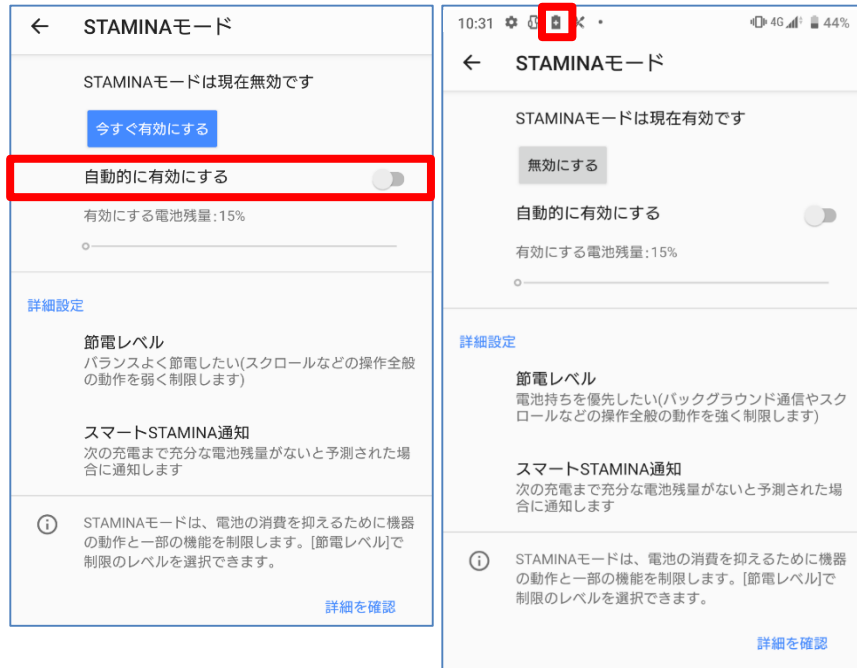 STAMINAモード
STAMINAモードは現在無効です
今すぐ有効にする
自動的に有効にする
有効にする電池残量:15%
詳細設定
節電レベル
バランスよく節電したい(スクロールなどの操作全般
の動作を弱く制限します)
スマートSTAMINA通知
次の充電まで充分な電池残量がないと予測された場
合に通知します
STAMINAモードは、電池の消費を抑えるために機器
の動作と一部の機能を制限します。[節電レベル]で
制限のレベルを選択できます。
詳細を確認
10:31 4G 44%
STAMINAモード
STAMINAモードは現在有効です
無効にする
自動的に有効にする
有効にする電池残量:15%
詳細設定
節電レベル
電池持ちを優先したい(バックグラウンド通信やスク
ロールなどの操作全般の動作を強く制限します)
スマートSTAMINA通知
次の充電まで充分な電池残量がないと予測された場
合に通知します
STAMINAモードは、電池の消費を抑えるために機器
の動作と一部の機能を制限します。[節電レベル]で
制限のレベルを選択できます。
詳細を確認